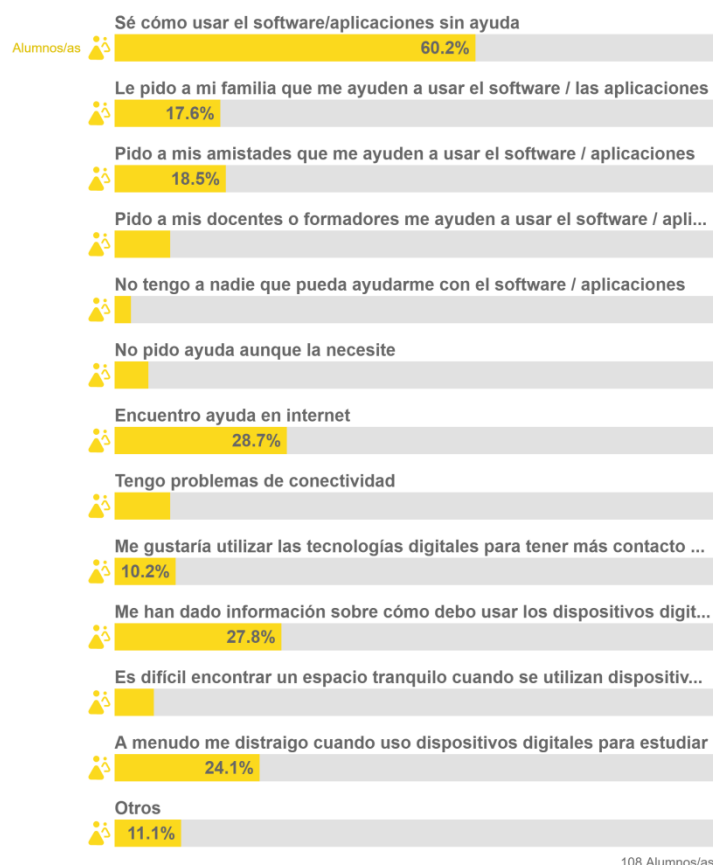 Sé cómo usar el software/aplicaciones sin ayuda
Alumnos/as
60.2%
Le pido a mi familia que me ayuden a usar el software / las aplicaciones
17.6%
Pido a mis amistades que me ayuden a usar el software / aplicaciones
18.5%
Pido a mis docentes o formadores me ayuden a usar el software / apli...
No tengo a nadie que pueda ayudarme con el software / aplicaciones
No pido ayuda aunque la necesite
Encuentro ayuda en internet
28.7%
Tengo problemas de conectividad
Me gustaría utilizar las tecnologías digitales para tener más contacto ...
10.2%
Me han dado información sobre cómo debo usar los dispositivos digit...
27.8%
Es difícil encontrar un espacio tranquilo cuando se utilizan dispositiv...
A menudo me distraigo cuando uso dispositivos digitales para estudiar
24.1%
Otros
11.1%
108 Alumnos/as